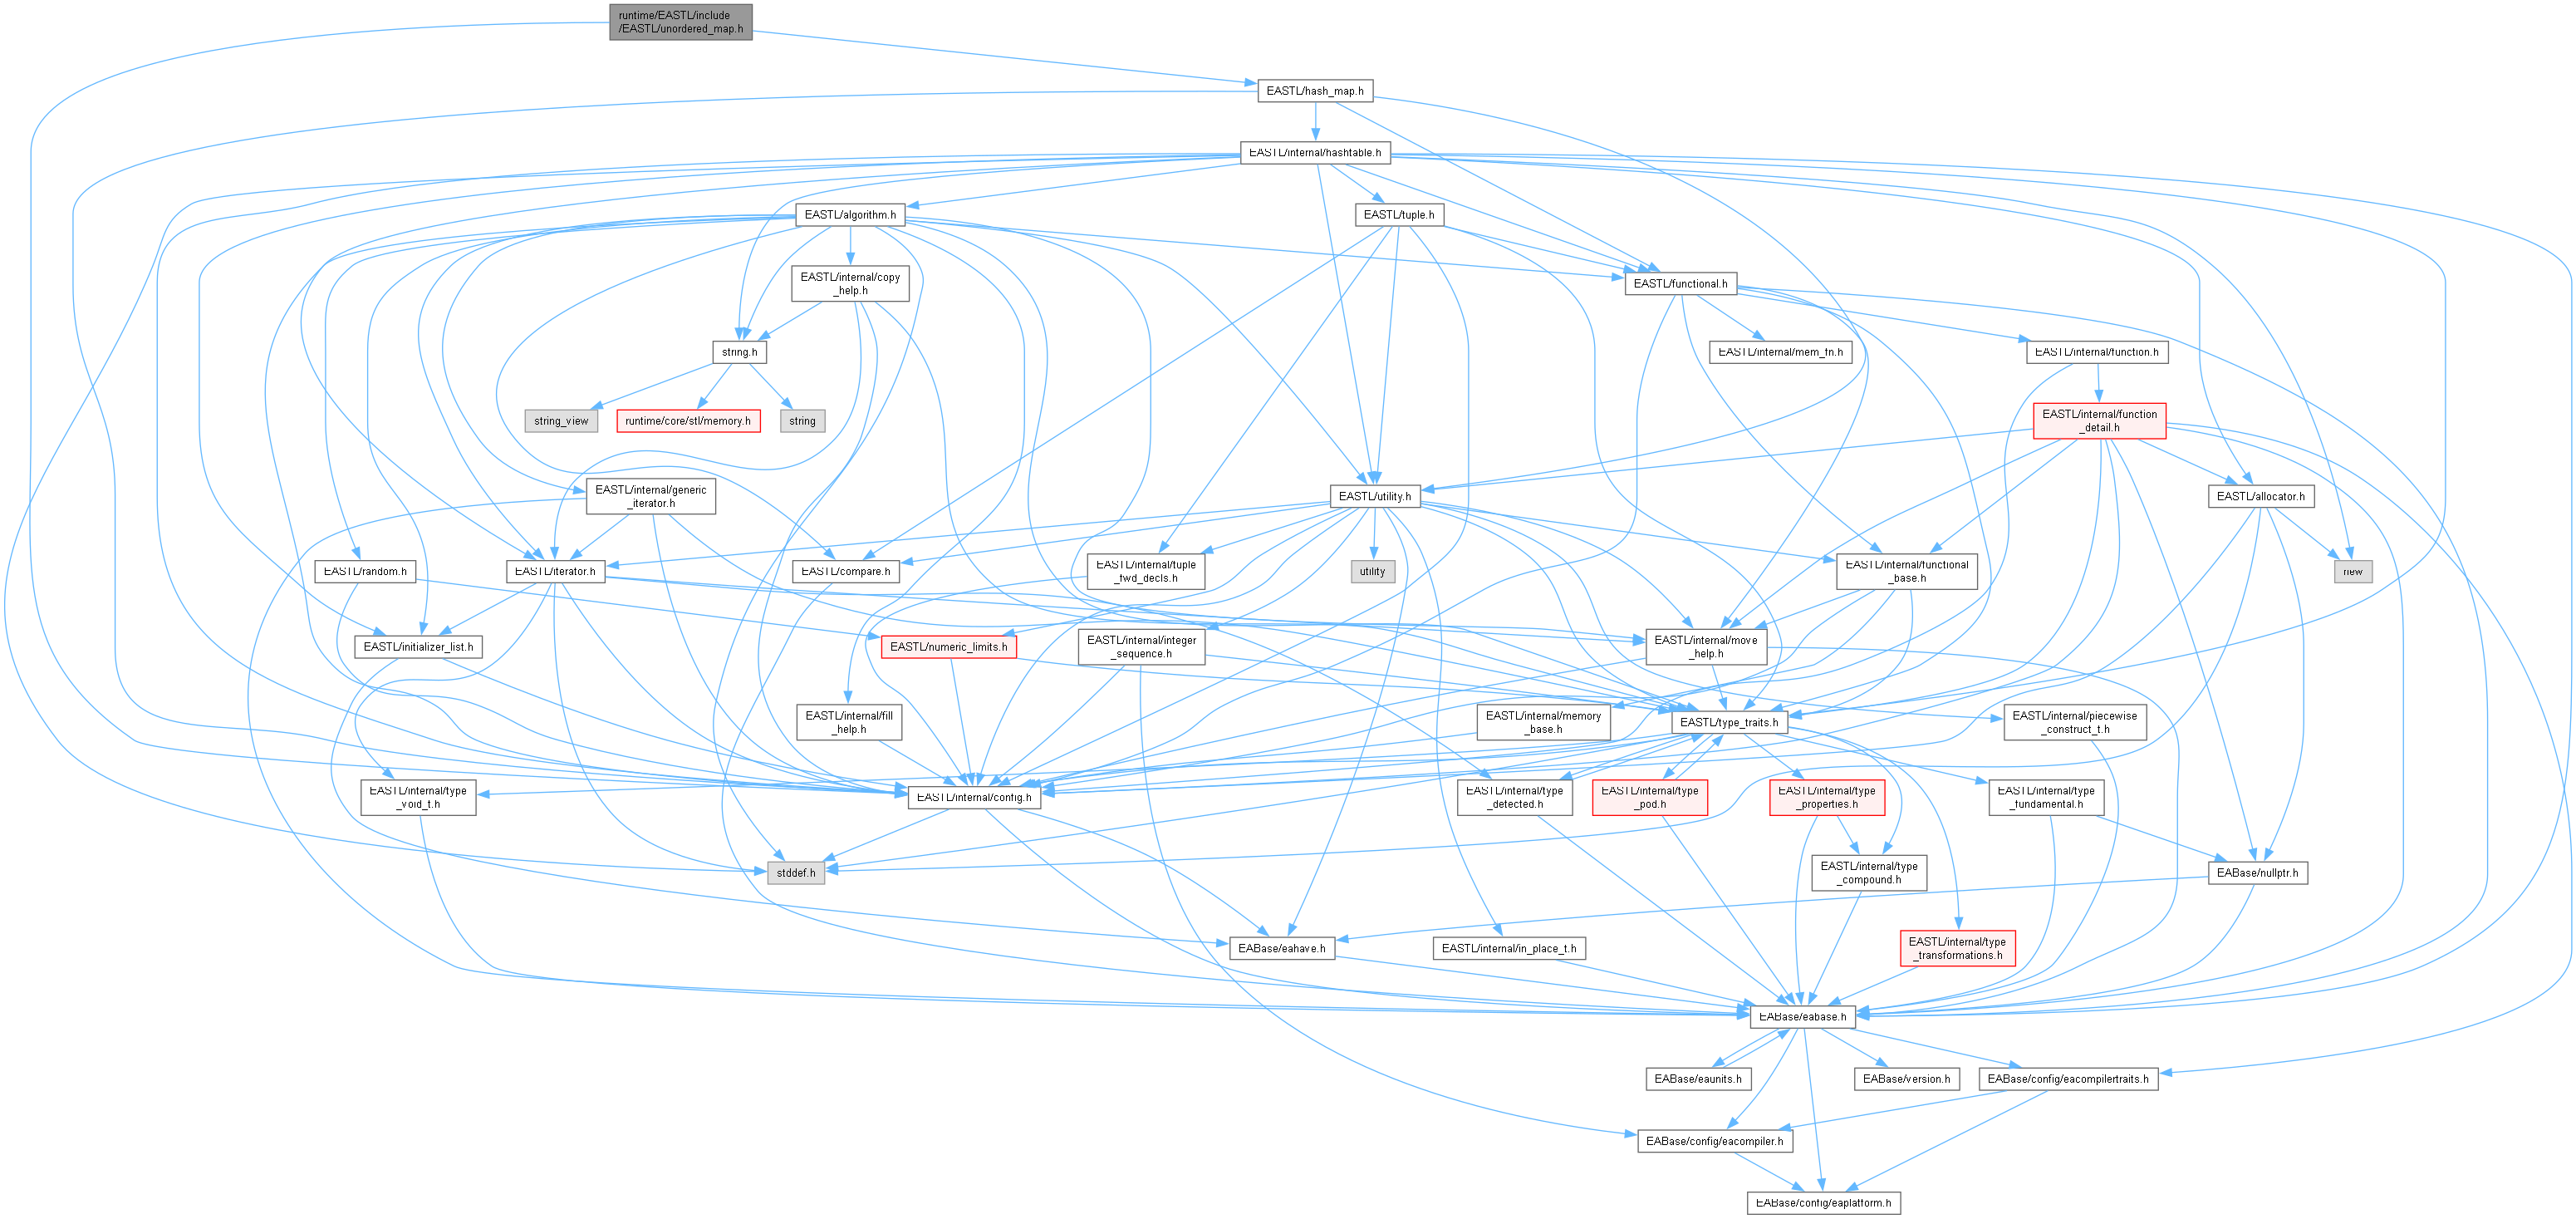 runtime/EASTL/include
/EASTL/unordered_map.h
EASTL/hash_map.h
EASTL/internal/hashtable.h
EASTL/algorithm.h
EASTL/tuple.h
EASTL/internal/copy
_help.h
EASTL/functional.h
string.h
EASTL/internal/mem_fn.h
EASTL/internal/function.h
string_view
runtime/core/stl/memory.h
string
EASTL/internal/function
_detail.h
EASTL/internal/generic
_iterator.h
EASTL/utility.h
EASTL/allocator.h
EASTL/random.h
EASTL/iterator.h
EASTL/compare.h
EASTL/internal/tuple
_fwd_decls.h
utility
EASTL/internal/functional
_base.h
new
EASTL/initializer_list.h
EASTL/numeric_limits.h
EASTL/internal/integer
_sequence.h
EASTL/internal/move
_help.h
EASTL/internal/fill
_help.h
EASTL/internal/memory
_base.h
EASTL/type_traits.h
EASTL/internal/piecewise
_construct_t.h
EASTL/internal/type
_void_t.h
EASTL/internal/config.h
EASTL/internal/type
_detected.h
EASTL/internal/type
_pod.h
EASTL/internal/type
_properties.h
EASTL/internal/type
_fundamental.h
stddef.h
EASTL/internal/type
_compound.h
EABase/nullptr.h
EABase/eahave.h
EASTL/internal/in_place_t.h
EASTL/internal/type
_transformations.h
EABase/eabase.h
EABase/eaunits.h
EABase/version.h
EABase/config/eacompilertraits.h
EABase/config/eacompiler.h
EABase/config/eaplatform.h